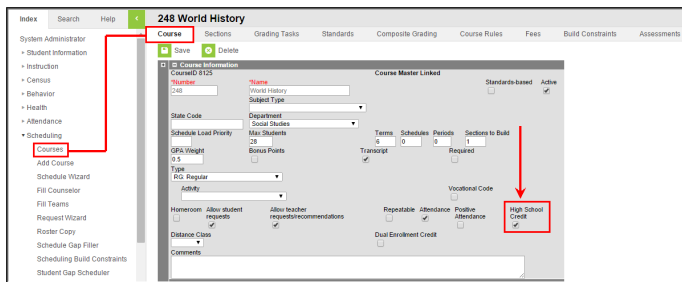 Index Search Help
248 World History
Course Sections Grading Tasks Standards Composite Grading Course Rules Fees Build Constraints Assessments
System Administrator
Student Information
Instruction
Census
Behavior
Health
Attendance
Scheduling
Courses
Add Course
Schedule Wizard
Fill Counselor
Fill Teams
Request Wizard
Roster Copy
Schedule Gap Filler
Scheduling Build Constraints
Student Gap Scheduler
Save Delete
Course Information
CourseID 8125 Course Master Linked
*Number *Name Standards-based Active
248 World History
Subject Type
State Code Department
Social Studies
Schedule Load Priority Max Students Terms Schedules Periods Sections to Build
28 6 0 0 1
GPA Weight Bonus Points Transcript Required
0.5
Type
RG: Regular
Activity Vocational Code
Homeroom Allow student requests Allow teacher requests/recommendations Repeatable Attendance Positive Attendance High School Credit
Distance Class Dual Enrollment Credit
Comments